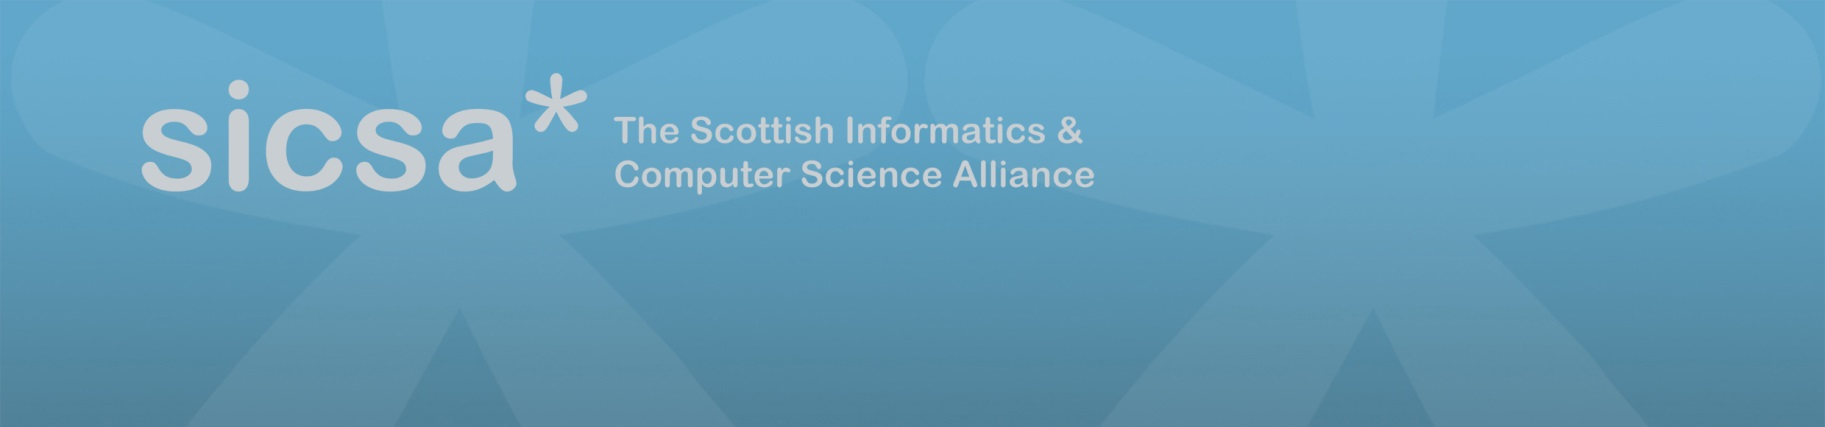 sicsa*
The Scottish Informatics &
Computer Science Alliance